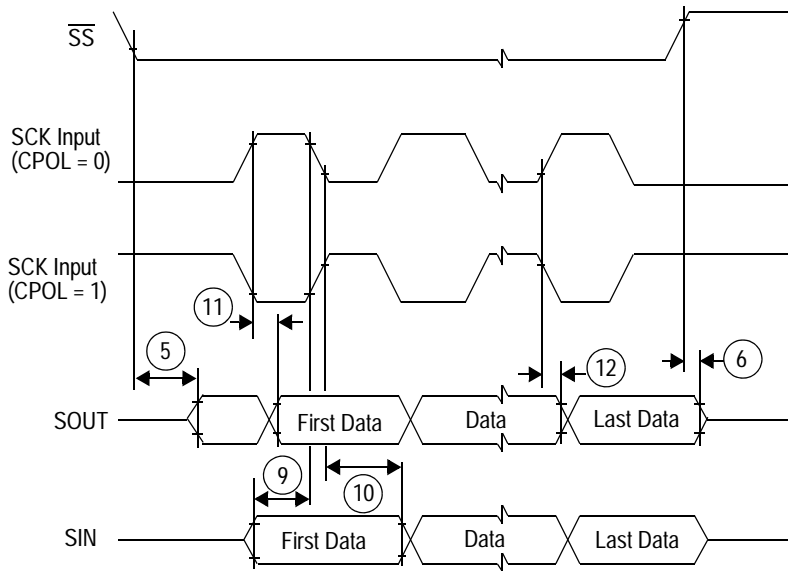 SS
SCK Input
(CPOL = 0)
SCK Input
(CPOL = 1)
11
5
12
6
SOUT
First Data
Data
Last Data
9
10
SIN
First Data
Data
Last Data